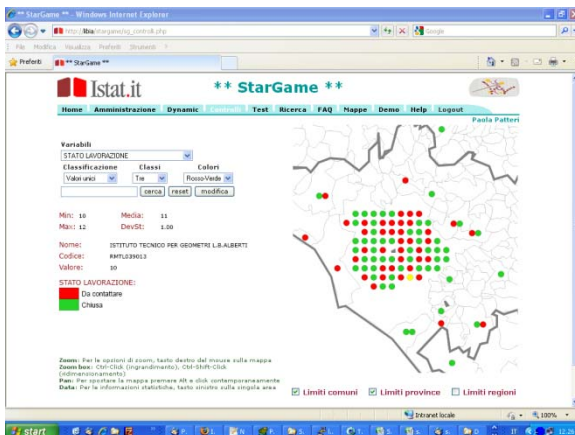 ** StarGame ** - Windows Internet Explorer
http://lbia/stargame/sg_controlli.php
Google
File Modifica Visualizza Preferiti Strumenti ?
Preferiti ** StarGame **
Istat.it
** StarGame **
Home Amministrazione Dynamic Controlli Test Ricerca FAQ Mappe Demo Help Logout
Paola Patteri
Variabili
STATO LAVORAZIONE
Classificazione Classi Colori
Valori unici Tre Rosso-Verde
cerca reset modifica
Min: 10 Media: 11
Max: 12 DevSt: 1.00
Nome: ISTITUTO TECNICO PER GEOMETRI L.B.ALBERTI
Codice: RMTL039013
Valore: 10
STATO LAVORAZIONE:
Da contattare
Chiusa
Zoom: Per le opzioni di zoom, tasto destro del mouse sulla mappa
Zoom box: Ctrl-Click (ingrandimento); Ctrl-Shift-Click
(ridimensionamento)
Pan: Per spostare la mappa premere Alt e click contemporaneamente
Data: Per le informazioni statistiche, tasto sinistro sulla singola area
Limiti comuni Limiti province Limiti regioni
Intranet locale 100%
start IT 12.26